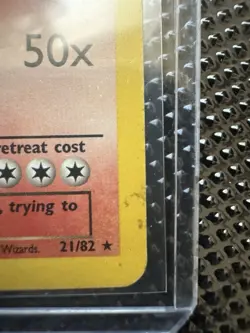 50x
retreat cost
, trying to
Wizards. 21/82 ★